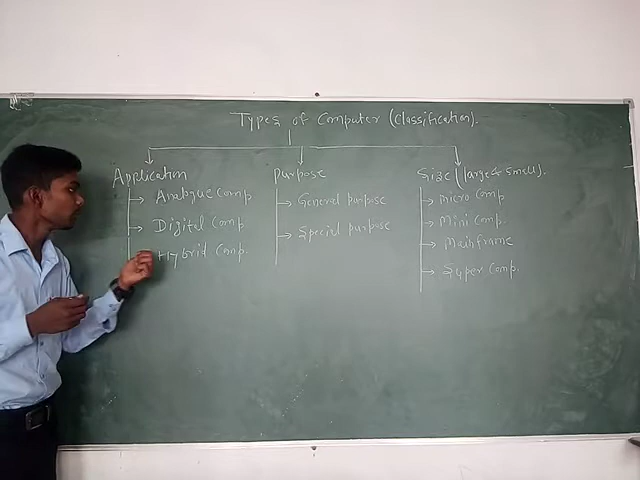 Types of Computer (classification).
Application
Analogue Comp
Digital Comp
Hybrid Comp.
Purpose
General purpose
Special purpose
Size (large & small).
micro Comp
Mini Comp.
Mainframe
Super Comp.